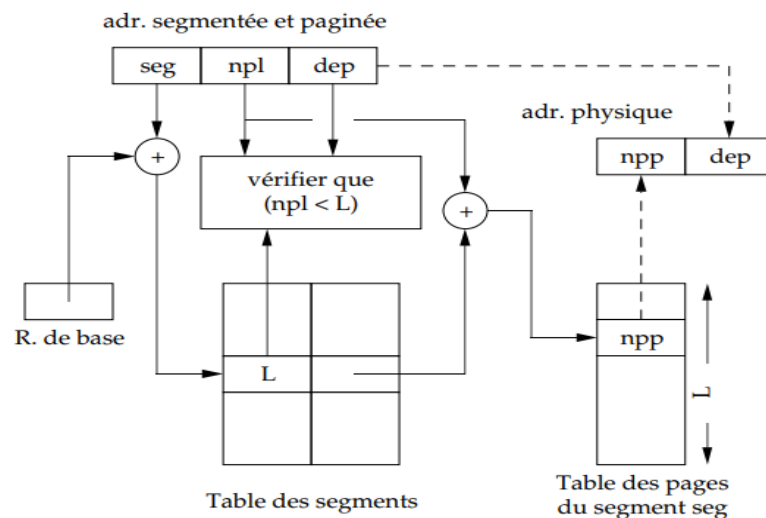 adr. segmentée et paginée
seg npl dep
adr. physique
npp dep
+
vérifier que
(npl < L)
+
R. de base
L
npp
L
Table des segments
Table des pages
du segment seg